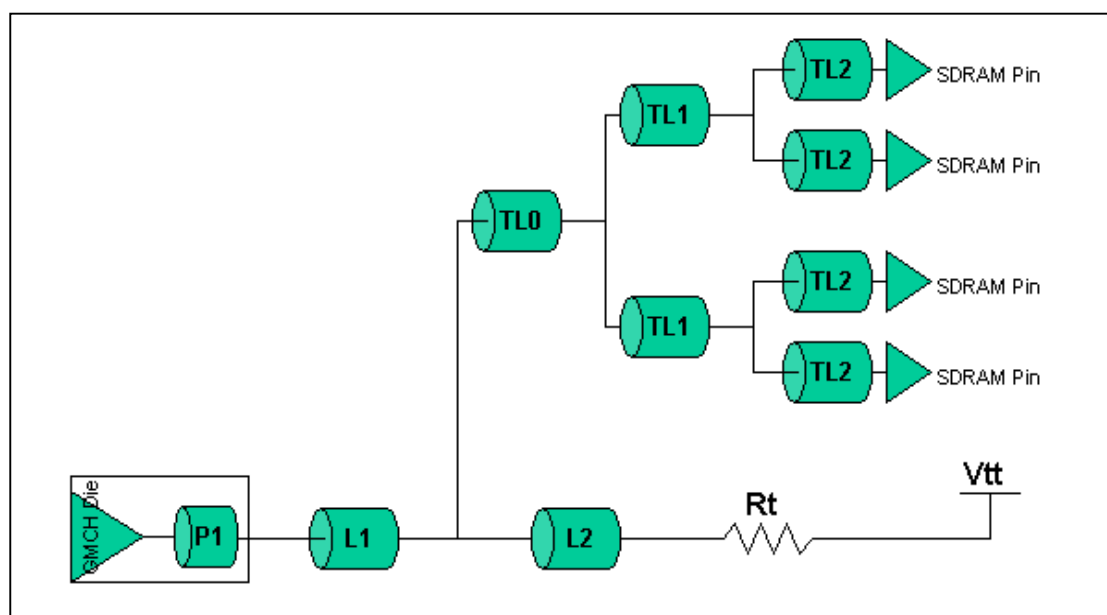 TL2
SDRAM Pin
TL1
TL2
SDRAM Pin
TL0
TL2
SDRAM Pin
TL1
TL2
SDRAM Pin
Vtt
Rt
GMCH Die
P1
L1
L2